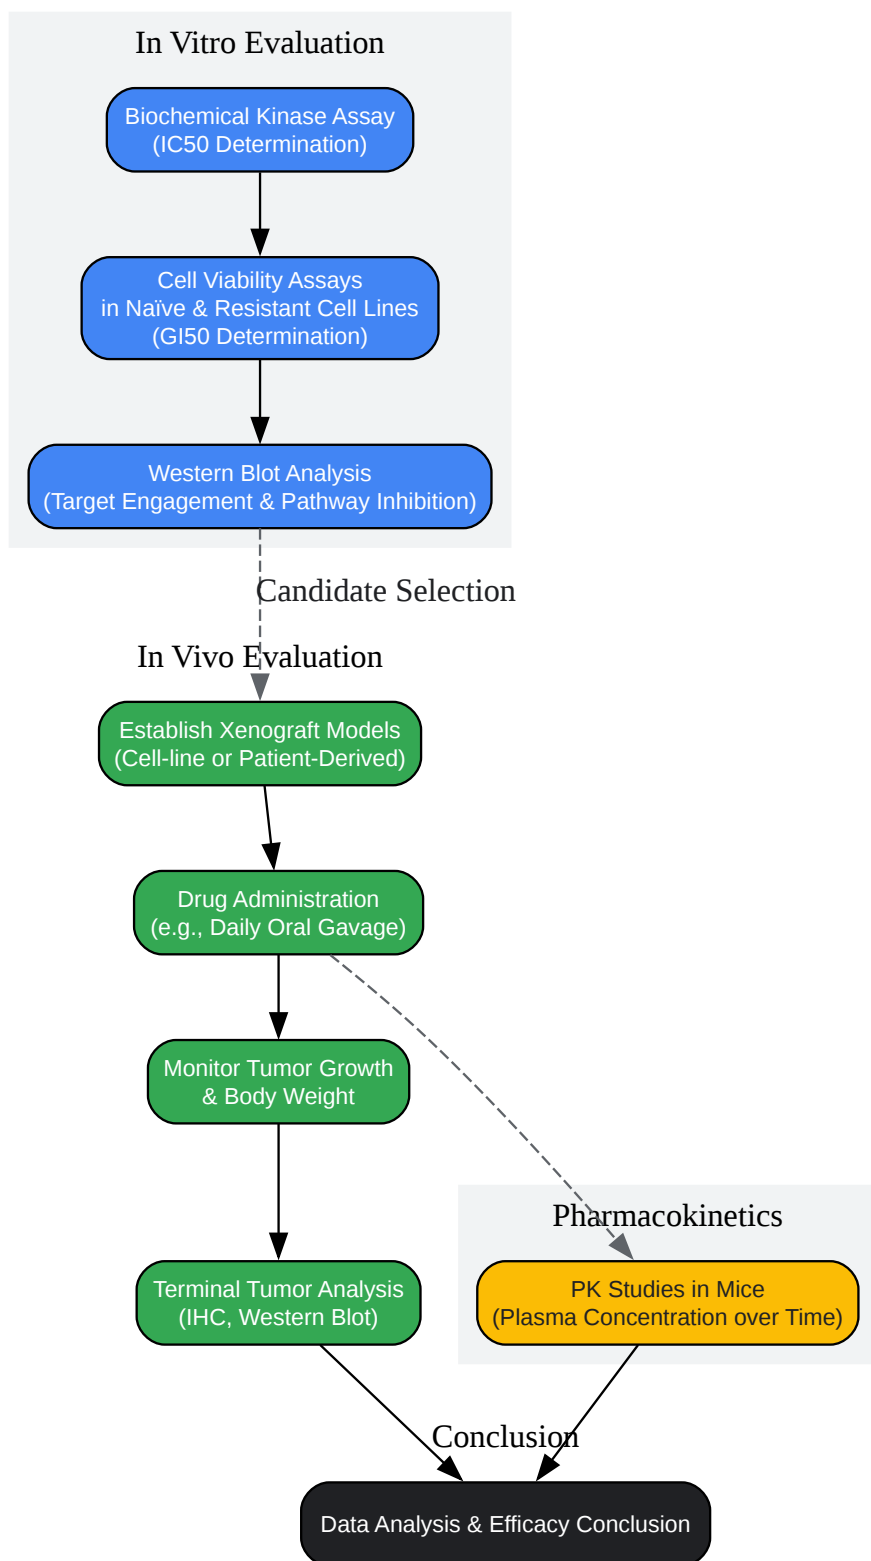 In Vitro Evaluation
Biochemical Kinase Assay
(IC50 Determination)
Cell Viability Assays
in Naïve & Resistant Cell Lines
(GI50 Determination)
Western Blot Analysis
(Target Engagement & Pathway Inhibition)
Candidate Selection
In Vivo Evaluation
Establish Xenograft Models
(Cell-line or Patient-Derived)
Drug Administration
(e.g., Daily Oral Gavage)
Monitor Tumor Growth
& Body Weight
Pharmacokinetics
Terminal Tumor Analysis
(IHC, Western Blot)
PK Studies in Mice
(Plasma Concentration over Time)
Conclusion
Data Analysis & Efficacy Conclusion